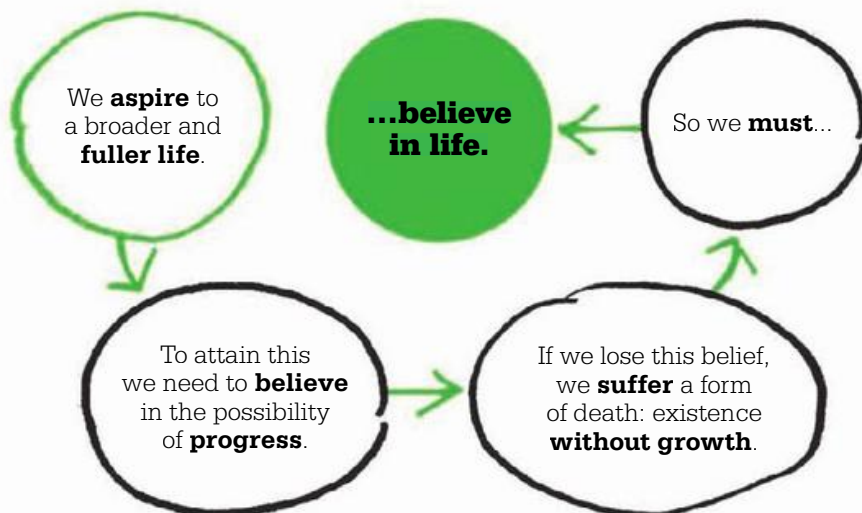 We aspire to
a broader and
fuller life.
To attain this
we need to believe
in the possibility
of progress.
If we lose this belief,
we suffer a form
of death: existence
without growth.
So we must...
...believe
in life.